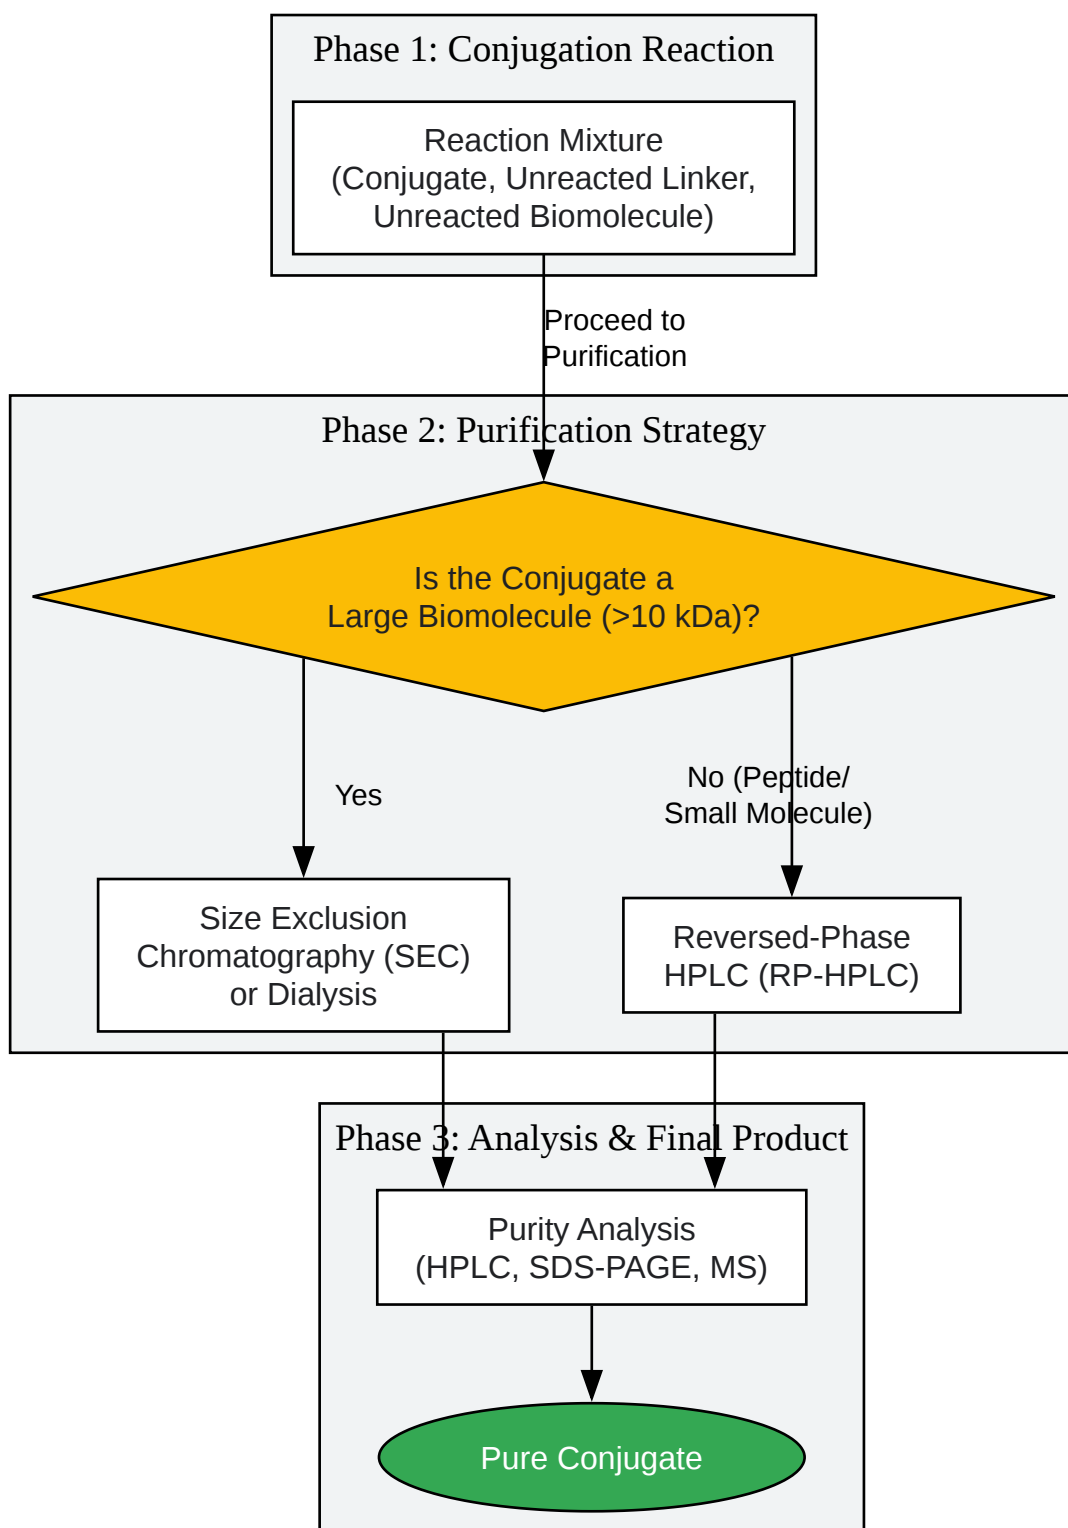 Phase 1: Conjugation Reaction
Reaction Mixture
(Conjugate, Unreacted Linker,
Unreacted Biomolecule)
Proceed to
Purification
Phase 2: Purification Strategy
Is the Conjugate a
Large Biomolecule (>10 kDa)?
Yes
No (Peptide/
Small Molecule)
Size Exclusion
Chromatography (SEC)
or Dialysis
Reversed-Phase
HPLC (RP-HPLC)
Phase 3: Analysis & Final Product
Purity Analysis
(HPLC, SDS-PAGE, MS)
Pure Conjugate